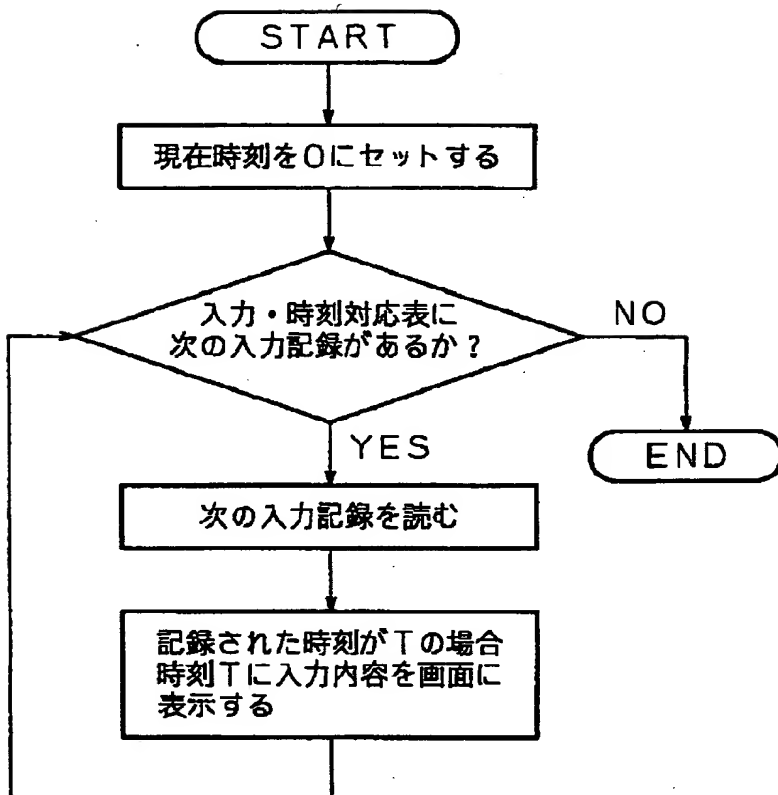 START
現在時刻を0にセットする
入力・時刻対応表に
次の入力記録があるか?
NO
YES
END
次の入力記録を読む
記録された時刻がTの場合
時刻Tに入力内容を画面に
表示する